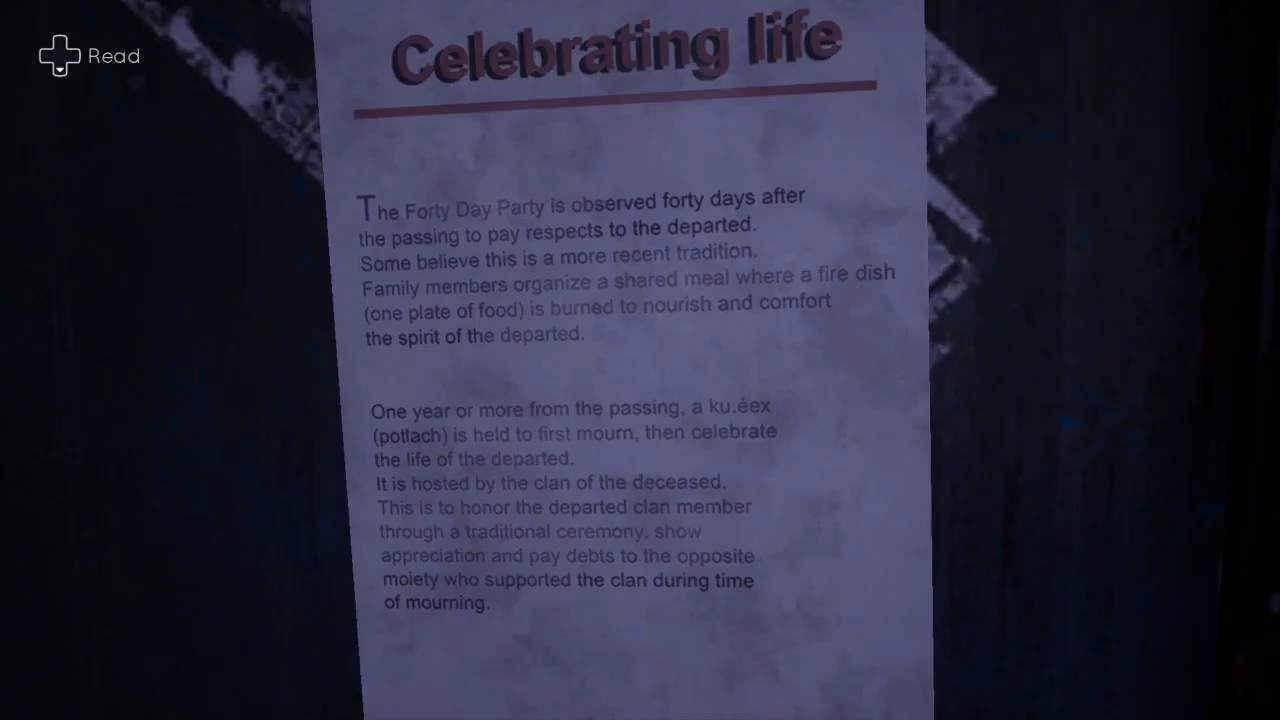 Read
Celebrating life
The Forty Day Party is observed forty days after
the passing to pay respects to the departed.
Some believe this is a more recent tradition.
Family members organize a shared meal where a fire dish
(one plate of food) is burned to nourish and comfort
the spirit of the departed.
One year or more from the passing, a ku.éex
(potlach) is held to first mourn, then celebrate
the life of the departed.
It is hosted by the clan of the deceased.
This is to honor the departed clan member
through a traditional ceremony, show
appreciation and pay debts to the opposite
moiety who supported the clan during time
of mourning.